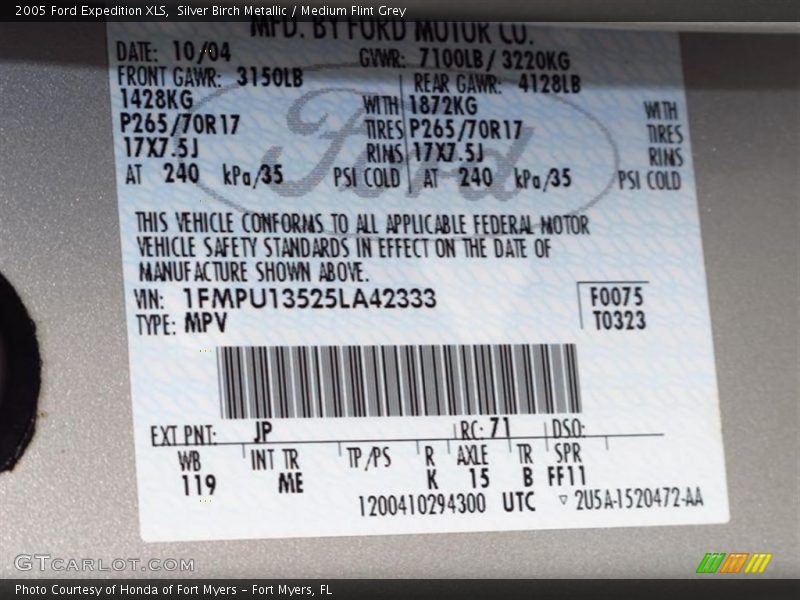 2005 Ford Expedition XLS, Silver Birch Metallic / Medium Flint Grey
MFD. BY FORD MOTOR CO.
DATE: 10/04 GVWR: 7100LB / 3220KG
FRONT GAWR: 3150LB REAR GAWR: 4128LB
1428KG WITH 1872KG WITH
P265/70R17 TIRES P265/70R17 TIRES
17X7.5J RINS 17X7.5J RINS
AT 240 kPa/35 PSI COLD AT 240 kPa/35 PSI COLD
Ford
THIS VEHICLE CONFORMS TO ALL APPLICABLE FEDERAL MOTOR
VEHICLE SAFETY STANDARDS IN EFFECT ON THE DATE OF
MANUFACTURE SHOWN ABOVE.
VIN: 1FMPU13525LA42333 F0075
TYPE: MPV T0323
EXT PNT: JP RC: 71 DSO:
WB INT TR TP/PS R AXLE TR SPR
119 ME K 15 B FF11
1200410294300 UTC ▽ 2U5A-1520472-AA
GTCARLOT.COM
Photo Courtesy of Honda of Fort Myers – Fort Myers, FL